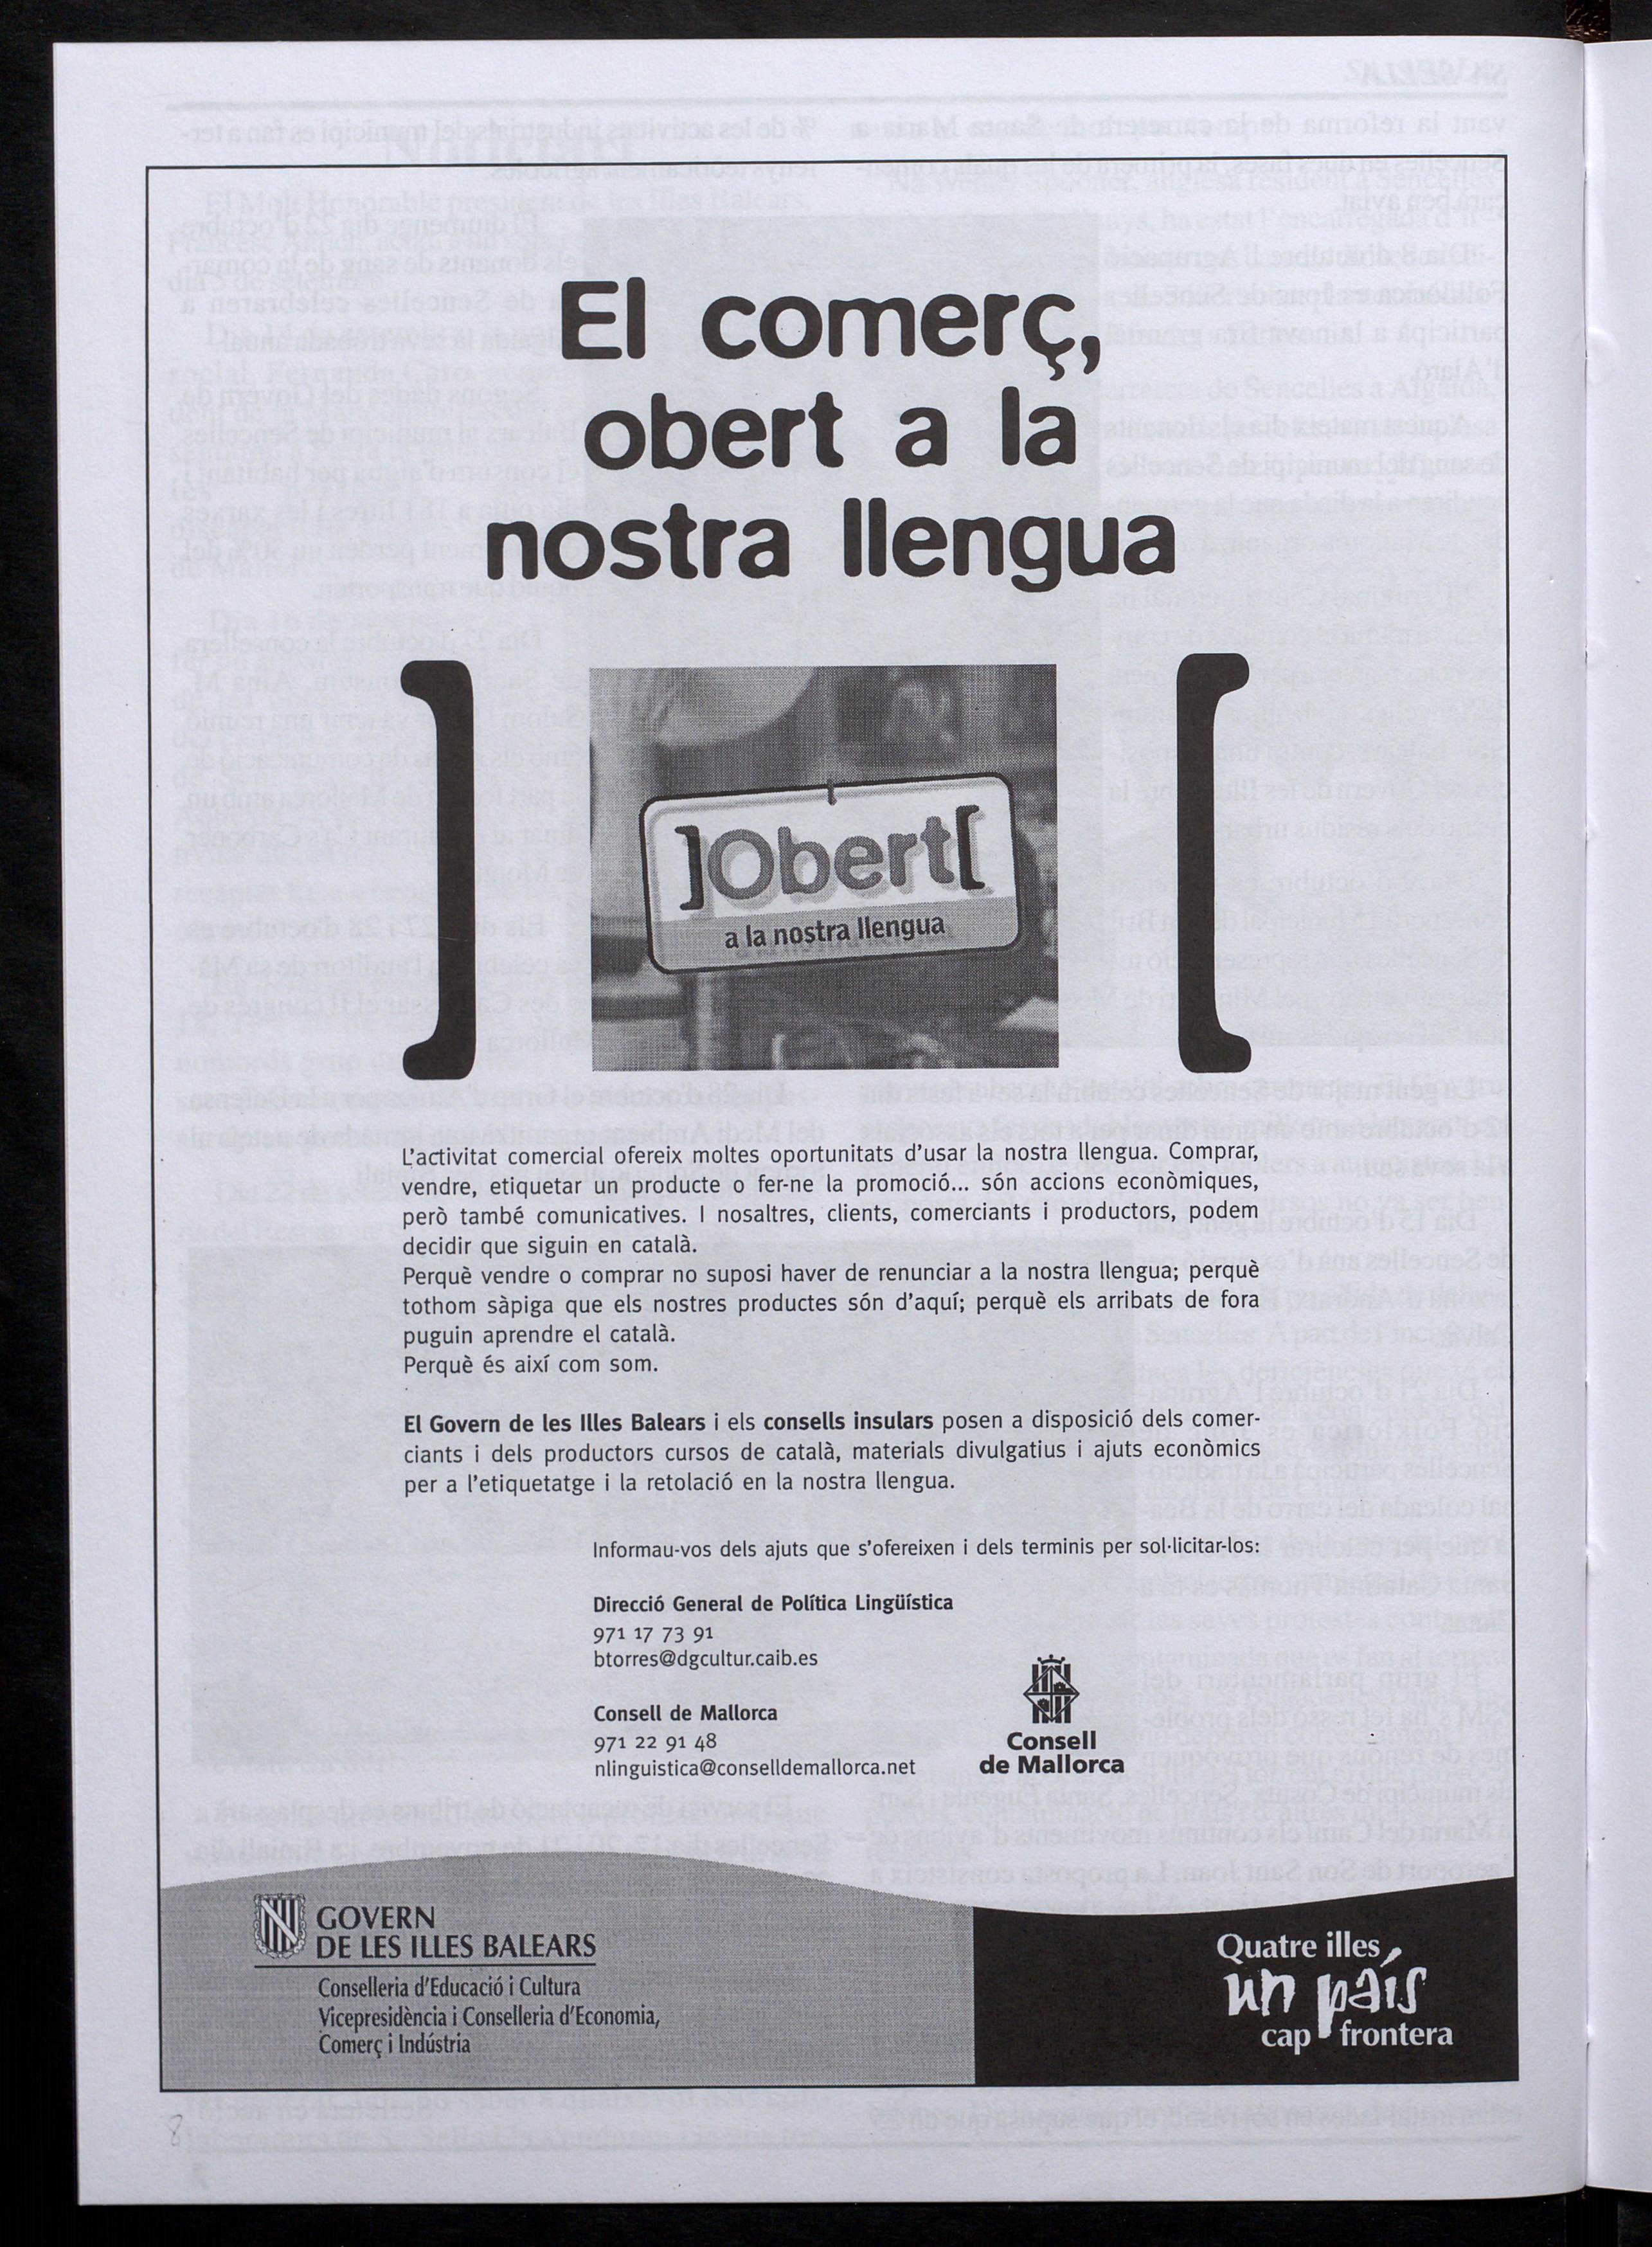 El comerç,
obert a la
nostra llengua
]Obert[
a la nostra llengua
L'activitat comercial ofereix moltes oportunitats d'usar la nostra llengua. Comprar,
vendre, etiquetar un producte o fer-ne la promoció... són accions econòmiques,
però també comunicatives. I nosaltres, clients, comerciants i productors, podem
decidir que siguin en català.
Perquè vendre o comprar no suposi haver de renunciar a la nostra llengua; perquè
tothom sàpiga que els nostres productes són d'aquí; perquè els arribats de fora
puguin aprendre el català.
Perquè és així com som.
El Govern de les Illes Balears i els consells insulars posen a disposició dels comer-
ciants i dels productors cursos de català, materials divulgatius i ajuts econòmics
per a l'etiquetatge i la retolació en la nostra llengua.
Informau-vos dels ajuts que s'ofereixen i dels terminis per sol·licitar-los:
Direcció General de Política Lingüística
971 17 73 91
btorres@dgcultur.caib.es
Consell de Mallorca
971 22 91 48
nlinguistica@conselldemallorca.net
Consell
de Mallorca
GOVERN
DE LES ILLES BALEARS
Conselleria d'Educació i Cultura
Vicepresidència i Conselleria d'Economia,
Comerç i Indústria
Quatre illes,
un país
cap frontera
8